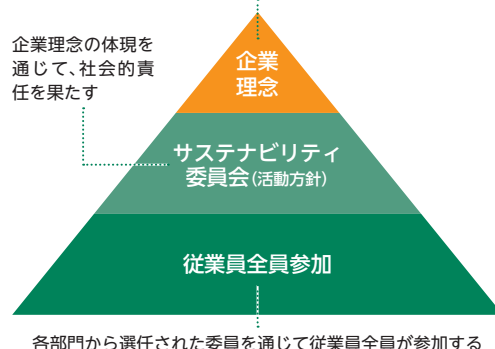 企業理念の体現を
通じて、社会的責
任を果たす
企業
理念
サステナビリティ
委員会(活動方針)
従業員全員参加
各部門から選任された委員を通じて従業員全員が参加する